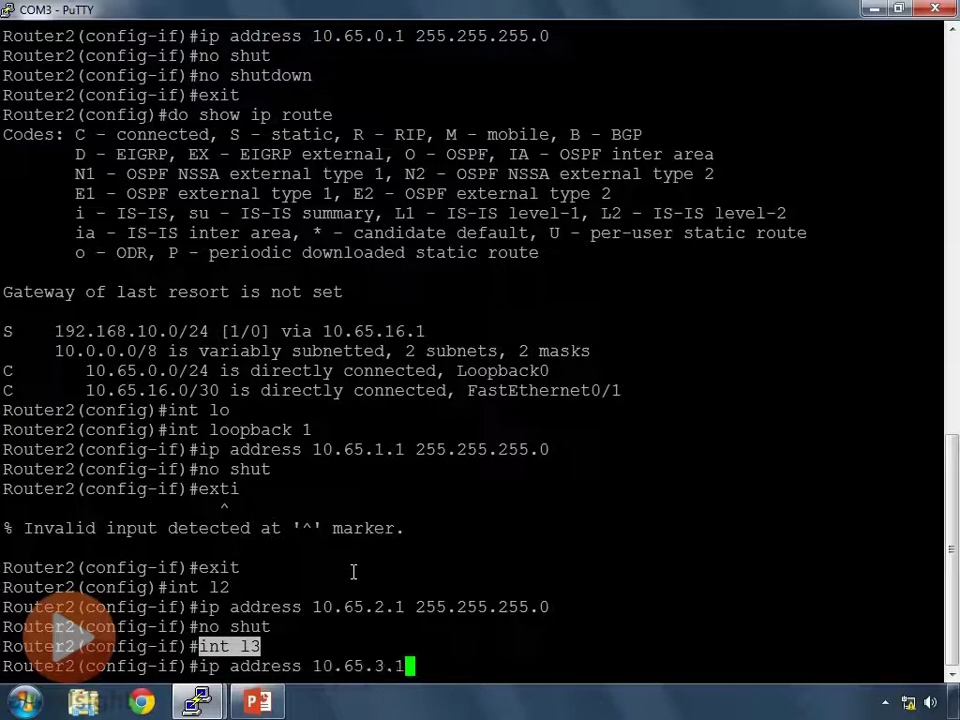 COM3 - PuTTY
Router2(config-if)#ip address 10.65.0.1 255.255.255.0
Router2(config-if)#no shut
Router2(config-if)#no shutdown
Router2(config-if)#exit
Router2(config)#do show ip route
Codes: C - connected, S - static, R - RIP, M - mobile, B - BGP
       D - EIGRP, EX - EIGRP external, O - OSPF, IA - OSPF inter area
       N1 - OSPF NSSA external type 1, N2 - OSPF NSSA external type 2
       E1 - OSPF external type 1, E2 - OSPF external type 2
       i - IS-IS, su - IS-IS summary, L1 - IS-IS level-1, L2 - IS-IS level-2
       ia - IS-IS inter area, * - candidate default, U - per-user static route
       o - ODR, P - periodic downloaded static route
Gateway of last resort is not set
S    192.168.10.0/24 [1/0] via 10.65.16.1
     10.0.0.0/8 is variably subnetted, 2 subnets, 2 masks
C       10.65.0.0/24 is directly connected, Loopback0
C       10.65.16.0/30 is directly connected, FastEthernet0/1
Router2(config)#int lo
Router2(config)#int loopback 1
Router2(config-if)#ip address 10.65.1.1 255.255.255.0
Router2(config-if)#no shut
Router2(config-if)#exti
                     ^
% Invalid input detected at '^' marker.
Router2(config-if)#exit
Router2(config)#int l2
Router2(config-if)#ip address 10.65.2.1 255.255.255.0
Router2(config-if)#no shut
Router2(config-if)#int l3
Router2(config-if)#ip address 10.65.3.1